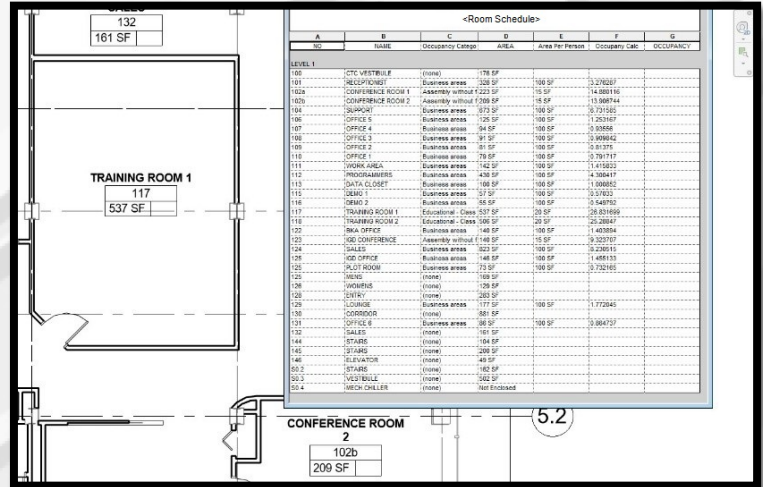 SALES
132
161 SF
TRAINING ROOM 1
117
537 SF
CONFERENCE ROOM
2
102b
209 SF
5.2
<Room Schedule>
A B C D E F G
NO NAME Occupancy Catego AREA Area Per Person Occupany Calc OCCUPANCY
LEVEL 1
100 CTC VESTIBULE (none) 178 SF
101 RECEPTIONIST Business areas 328 SF 100 SF 3.278287
102a CONFERENCE ROOM 1 Assembly without f 223 SF 15 SF 14.880116
102b CONFERENCE ROOM 2 Assembly without f 209 SF 15 SF 13.908744
104 SUPPORT Business areas 673 SF 100 SF 6.731585
106 OFFICE 5 Business areas 125 SF 100 SF 1.253167
107 OFFICE 4 Business areas 94 SF 100 SF 0.93556
108 OFFICE 3 Business areas 91 SF 100 SF 0.909842
109 OFFICE 2 Business areas 81 SF 100 SF 0.81375
110 OFFICE 1 Business areas 79 SF 100 SF 0.791717
111 WORK AREA Business areas 142 SF 100 SF 1.415833
112 PROGRAMMERS Business areas 430 SF 100 SF 4.300417
113 DATA CLOSET Business areas 100 SF 100 SF 1.000852
115 DEMO 1 Business areas 57 SF 100 SF 0.57033
116 DEMO 2 Business areas 55 SF 100 SF 0.549792
117 TRAINING ROOM 1 Educational - Class 537 SF 20 SF 26.831699
118 TRAINING ROOM 2 Educational - Class 506 SF 20 SF 25.28847
122 BKA OFFICE Business areas 140 SF 100 SF 1.403894
123 IGD CONFERENCE Assembly without f 140 SF 15 SF 9.323707
124 SALES Business areas 823 SF 100 SF 8.230515
125 IGD OFFICE Business areas 146 SF 100 SF 1.455133
125 PLOT ROOM Business areas 73 SF 100 SF 0.732165
125 MENS (none) 169 SF
126 WOMENS (none) 129 SF
128 ENTRY (none) 283 SF
129 LOUNGE Business areas 177 SF 100 SF 1.772045
130 CORRIDOR (none) 881 SF
131 OFFICE 6 Business areas 88 SF 100 SF 0.884737
132 SALES (none) 161 SF
144 STAIRS (none) 104 SF
145 STAIRS (none) 200 SF
146 ELEVATOR (none) 49 SF
S0.2 STAIRS (none) 182 SF
S0.3 VESTIBULE (none) 502 SF
S0.4 MECH CHILLER (none) Not Enclosed